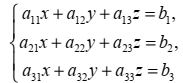 a₁₁x + a₁₂y + a₁₃z = b₁,
a₂₁x + a₂₂y + a₂₃z = b₂,
a₃₁x + a₃₂y + a₃₃z = b₃